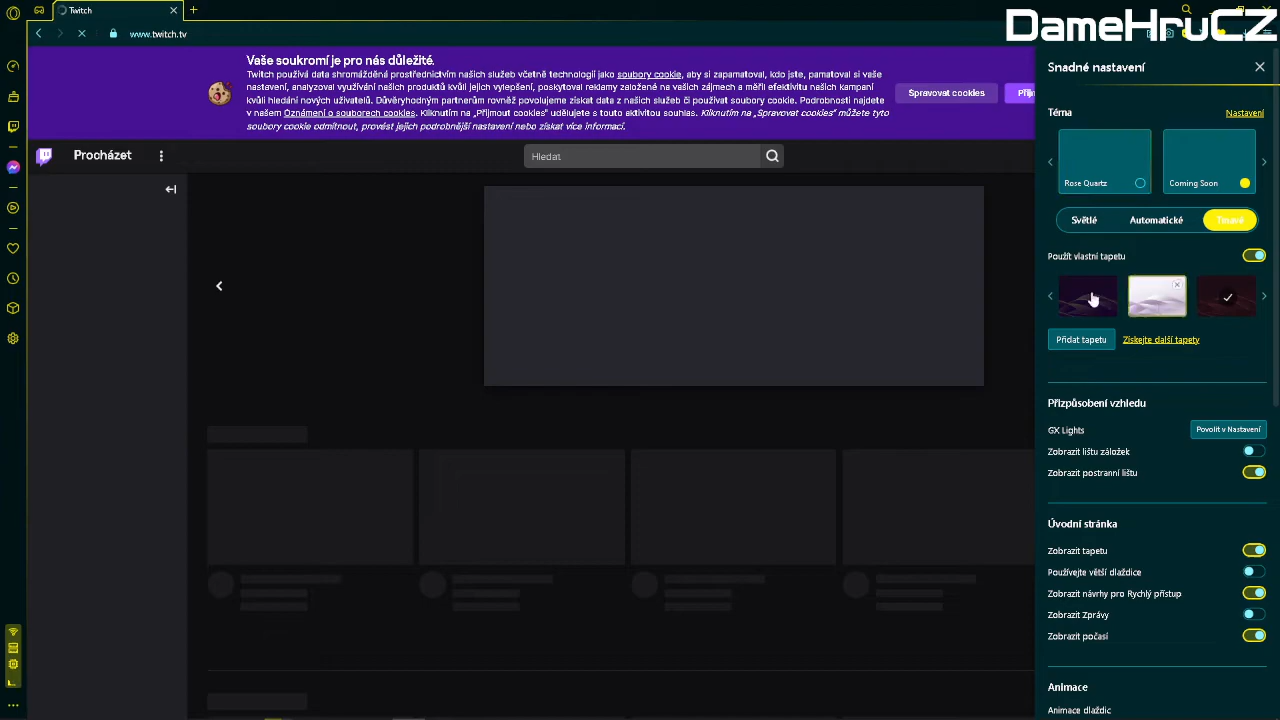 Twitch
DameHruCZ
www.twitch.tv
Vaše soukromí je pro nás důležité.
Twitch používá data shromážděná prostřednictvím našich služeb včetně technologií jako soubory cookie, aby si zapamatoval, kdo jste, pamatoval si vaše
nastavení, analyzoval využívání našich produktů kvůli jejich vylepšení, poskytoval reklamy založené na vašich zájmech a měřil efektivitu našich kampaní
kvůli hledání nových uživatelů. Důvěryhodným partnerům rovněž povolujeme získat data z našich služeb či používat soubory cookie. Podrobnosti najdete
v našem Oznámení o souborech cookies. Kliknutím na „Přijmout cookies" udělujete s touto aktivitou souhlas. Kliknutím na „Spravovat cookies" můžete tyto
soubory cookie odmítnout, provést jejich podrobnější nastavení nebo získat více informací.
Spravovat cookies
Procházet
Hledat
Snadné nastavení
Téma
Nastavení
Rose Quartz
Coming Soon
Světlé
Automatické
Tmavé
Použít vlastní tapetu
Přidat tapetu
Získejte další tapety
Přizpůsobení vzhledu
GX Lights
Povolit v Nastavení
Zobrazit lištu záložek
Zobrazit postranní lištu
Úvodní stránka
Zobrazit tapetu
Používejte větší dlaždice
Zobrazit návrhy pro Rychlý přístup
Zobrazit Zprávy
Zobrazit počasí
Animace
Animace dlaždic